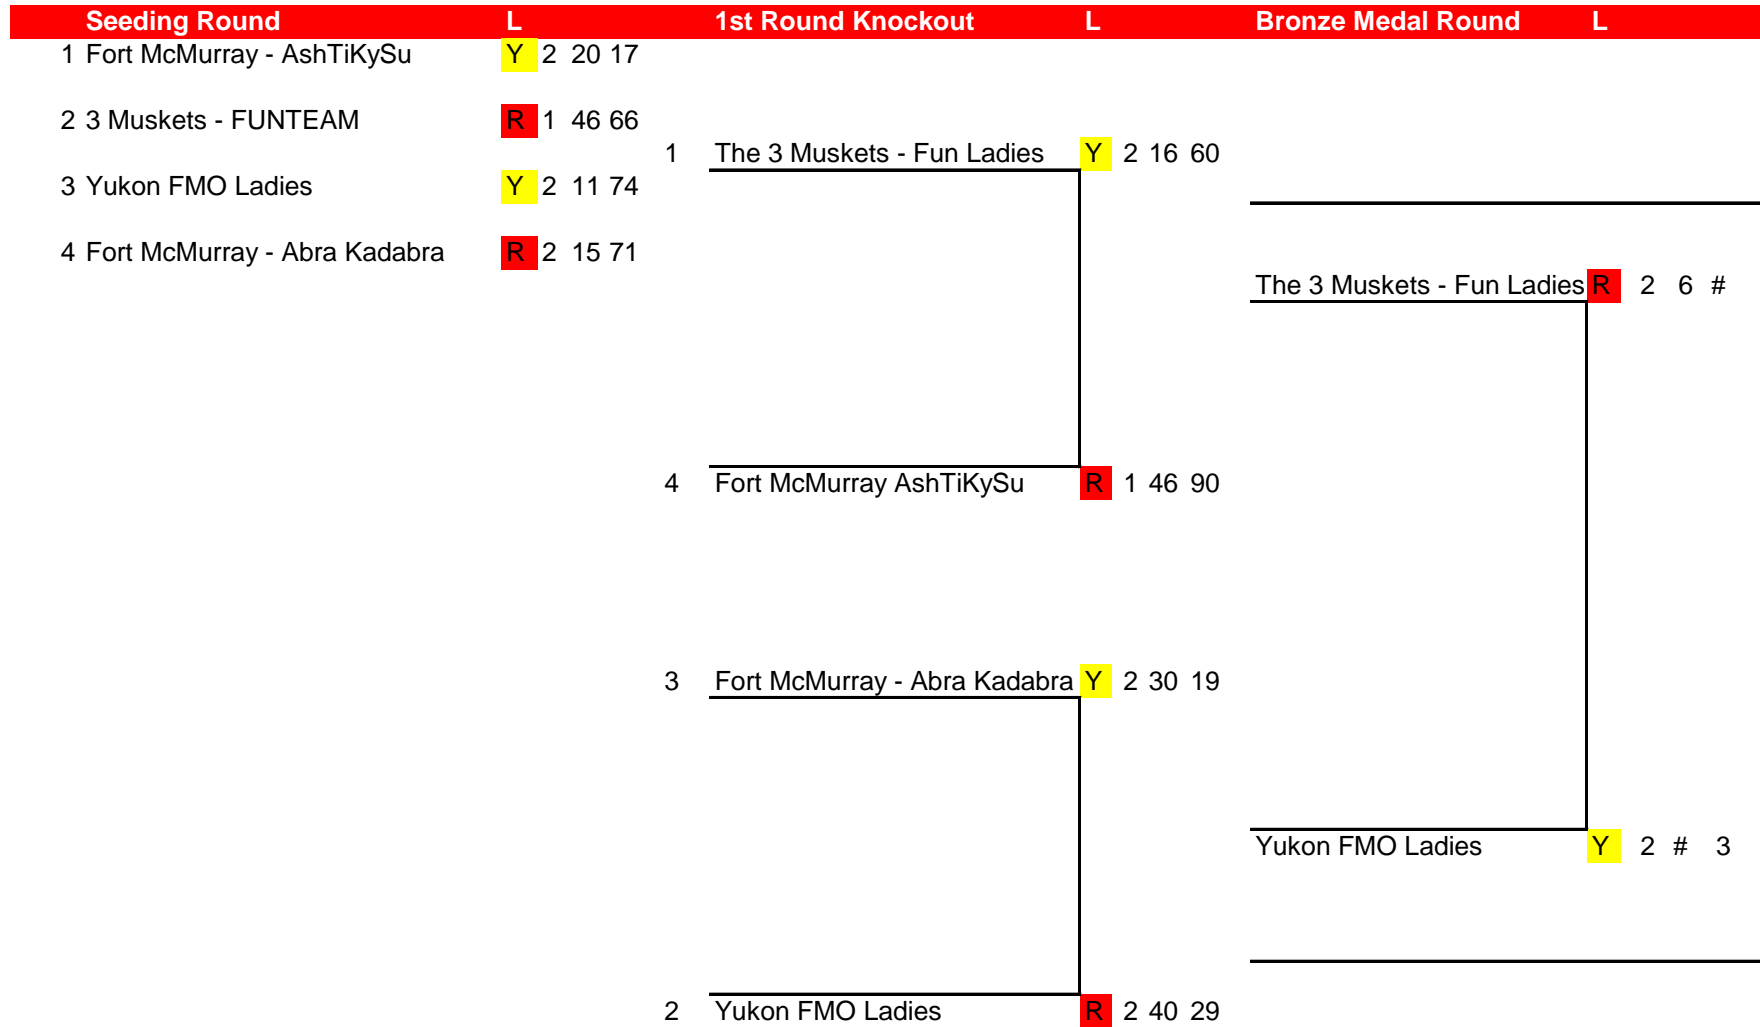 Seeding Round L 1st Round Knockout L Bronze Medal Round L
1 Fort McMurray - AshTiKySu Y 2 20 17
2 3 Muskets - FUNTEAM R 1 46 66
1 The 3 Muskets - Fun Ladies Y 2 16 60
3 Yukon FMO Ladies Y 2 11 74
4 Fort McMurray - Abra Kadabra R 2 15 71
The 3 Muskets - Fun Ladies R 2 6 #
4 Fort McMurray AshTiKySu R 1 46 90
3 Fort McMurray - Abra Kadabra Y 2 30 19
Yukon FMO Ladies Y 2 # 3
2 Yukon FMO Ladies R 2 40 29